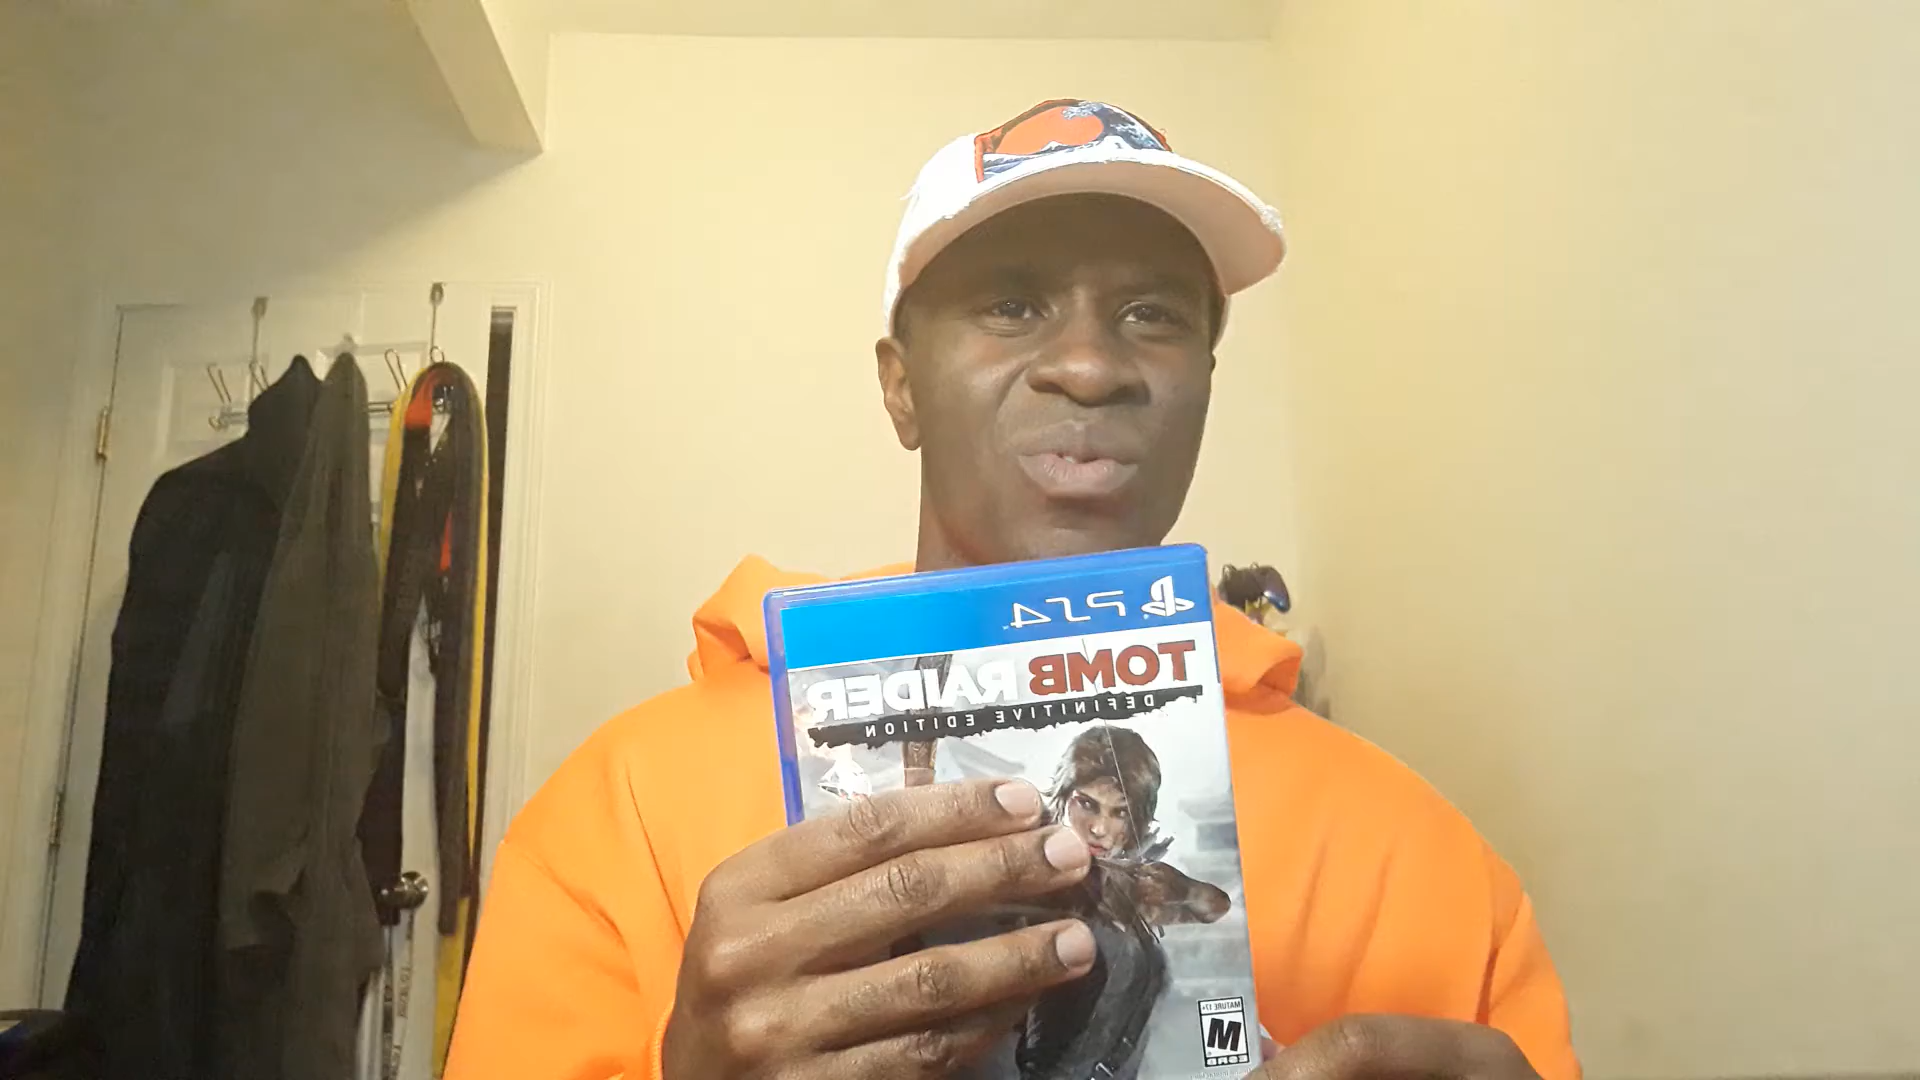 PS4
TOMB RAIDER
DEFINITIVE EDITION
MATURE 17+
M
ESRB